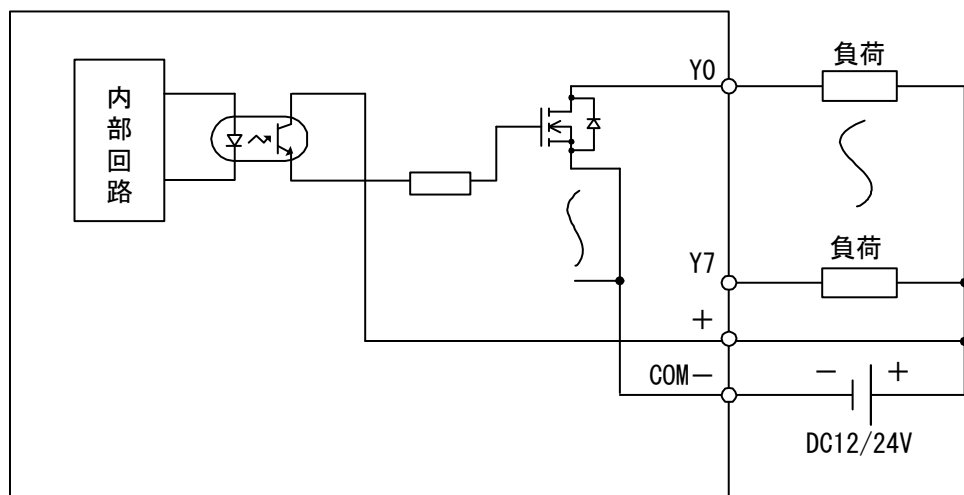 内部回路
Y0
負荷
Y7
負荷
+
COM-
- +
DC12/24V